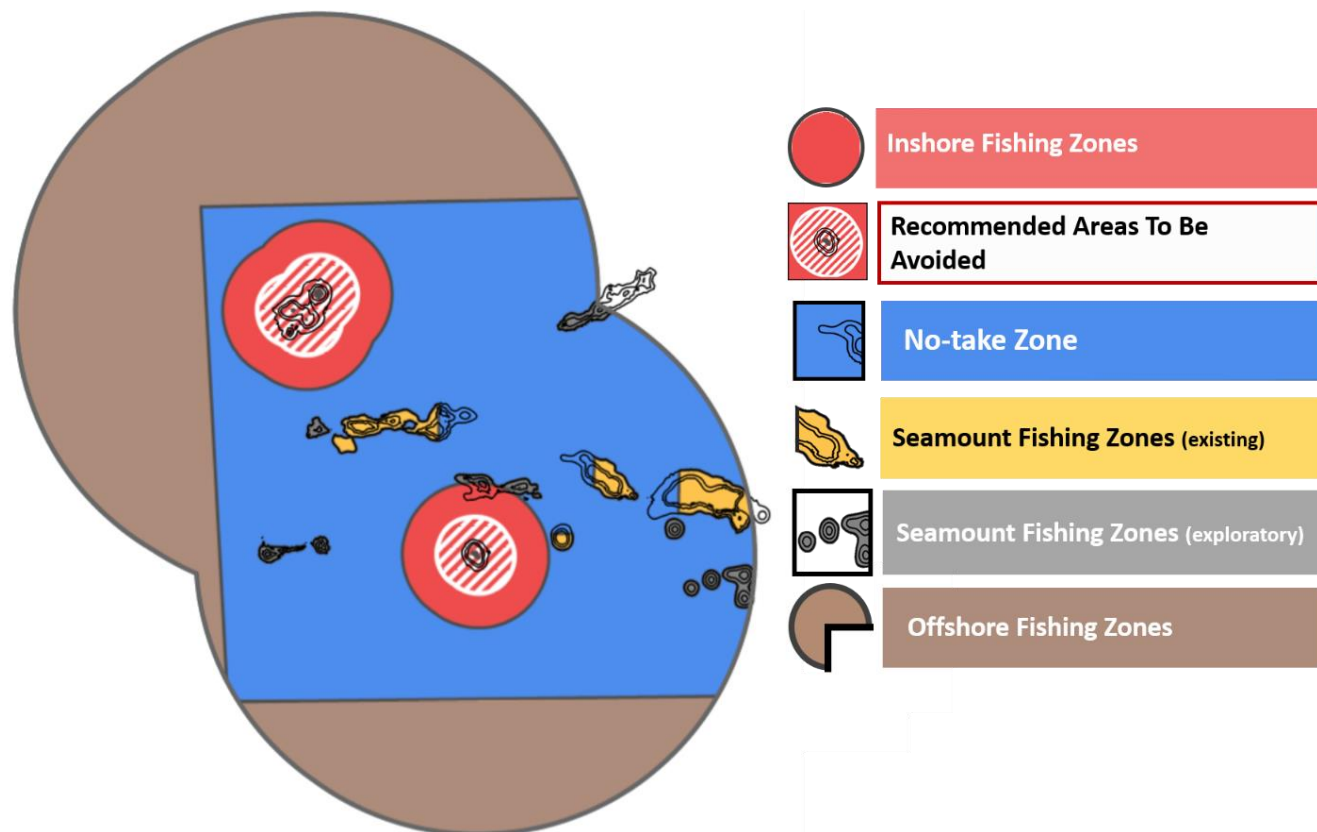 Inshore Fishing Zones
Recommended Areas To Be
Avoided
No-take Zone
Seamount Fishing Zones (existing)
Seamount Fishing Zones (exploratory)
Offshore Fishing Zones